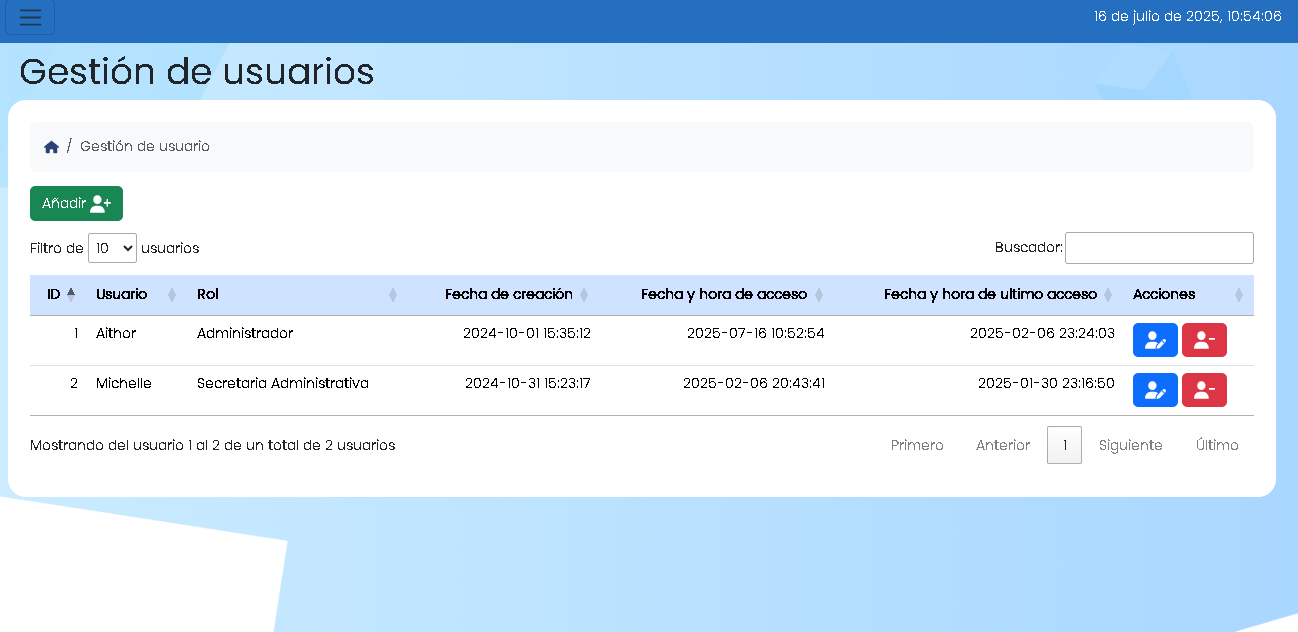 16 de julio de 2025, 10:54:06
Gestión de usuarios
/ Gestión de usuario
Añadir
Filtro de 10 usuarios Buscador:
ID Usuario Rol Fecha de creación Fecha y hora de acceso Fecha y hora de ultimo acceso Acciones
1 Aithor Administrador 2024-10-01 15:35:12 2025-07-16 10:52:54 2025-02-06 23:24:03
2 Michelle Secretaria Administrativa 2024-10-31 15:23:17 2025-02-06 20:43:41 2025-01-30 23:16:50
Mostrando del usuario 1 al 2 de un total de 2 usuarios Primero Anterior 1 Siguiente Último